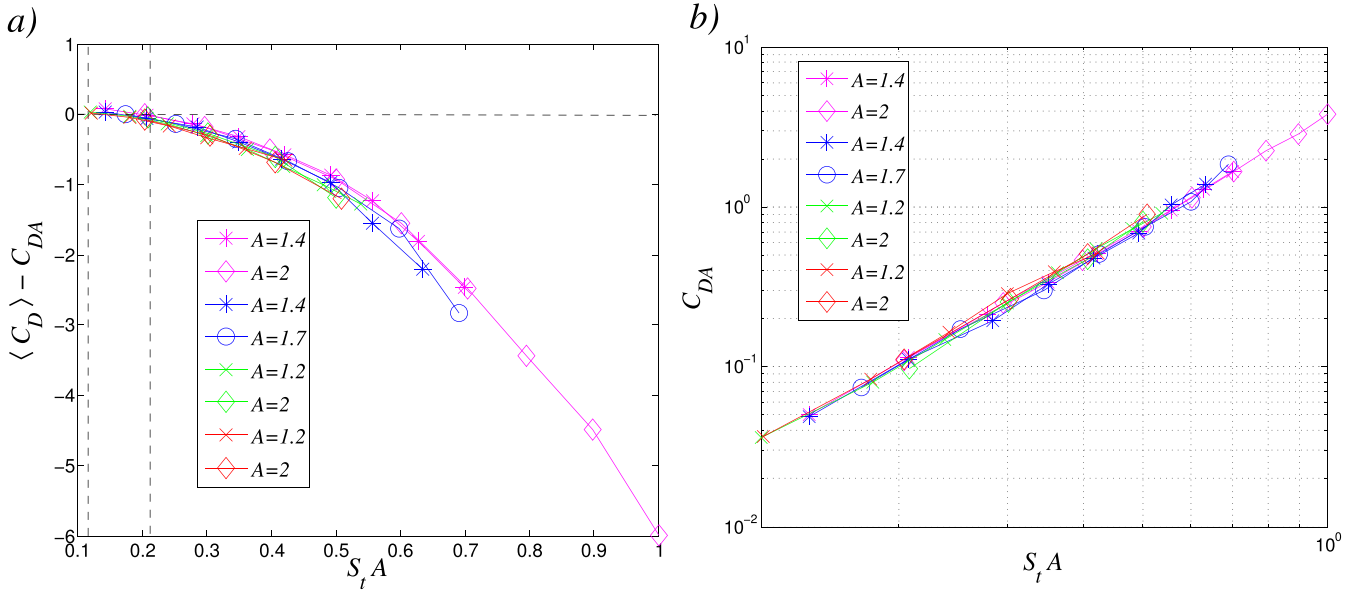 a)
1
0
−1
−2
−3
−4
−5
−6
0.1
0.2
0.3
0.4
0.5
0.6
0.7
0.8
0.9
1
⟨ C_D ⟩ − C_DA
S_t A
A=1.4
A=2
A=1.4
A=1.7
A=1.2
A=2
A=1.2
A=2
b)
10^1
10^0
10^−1
10^−2
10^0
C_DA
S_t A
A=1.4
A=2
A=1.4
A=1.7
A=1.2
A=2
A=1.2
A=2